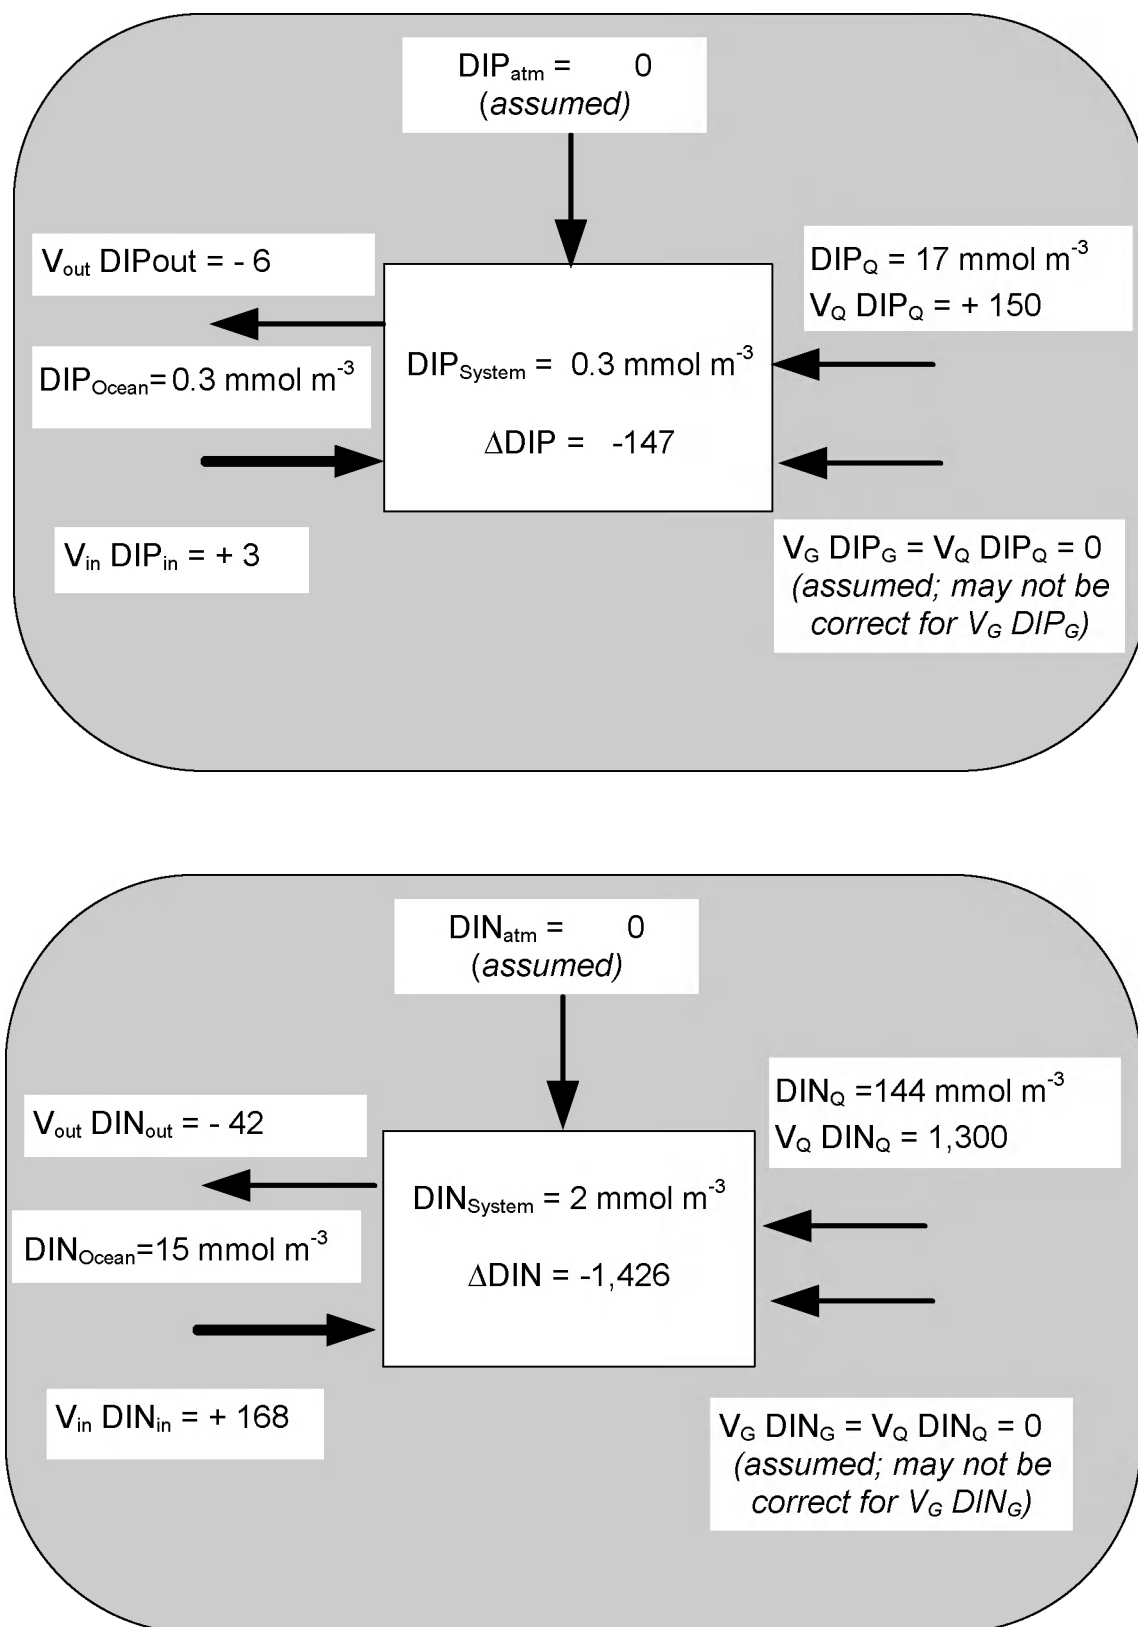 DIPatm = 0
(assumed)
Vout DIPout = - 6
DIPQ = 17 mmol m-3
VQ DIPQ = + 150
DIPOcean= 0.3 mmol m-3
DIPSystem = 0.3 mmol m-3
ΔDIP = -147
Vin DIPin = + 3
VG DIPG = VQ DIPQ = 0
(assumed; may not be
correct for VG DIPG)
DINatm = 0
(assumed)
Vout DINout = - 42
DINQ =144 mmol m-3
VQ DINQ = 1,300
DINOcean=15 mmol m-3
DINSystem = 2 mmol m-3
ΔDIN = -1,426
Vin DINin = + 168
VG DING = VQ DINQ = 0
(assumed; may not be
correct for VG DING)